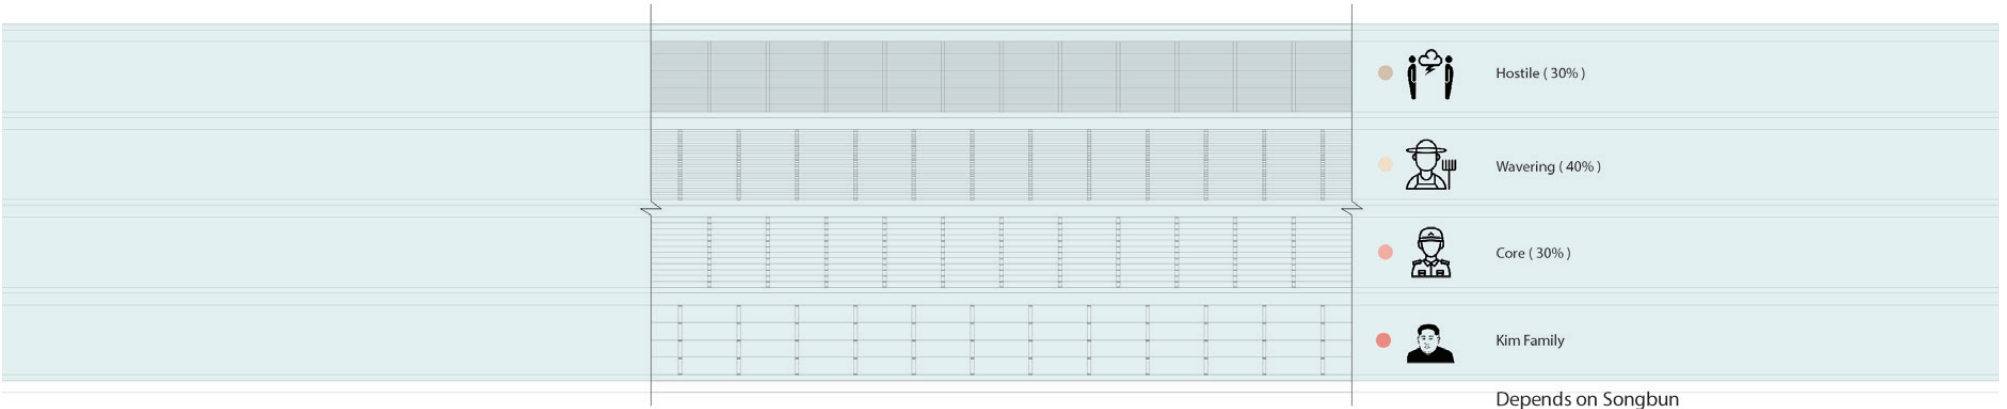 Hostile ( 30% )
Wavering ( 40% )
Core ( 30% )
Kim Family
Depends on Songbun